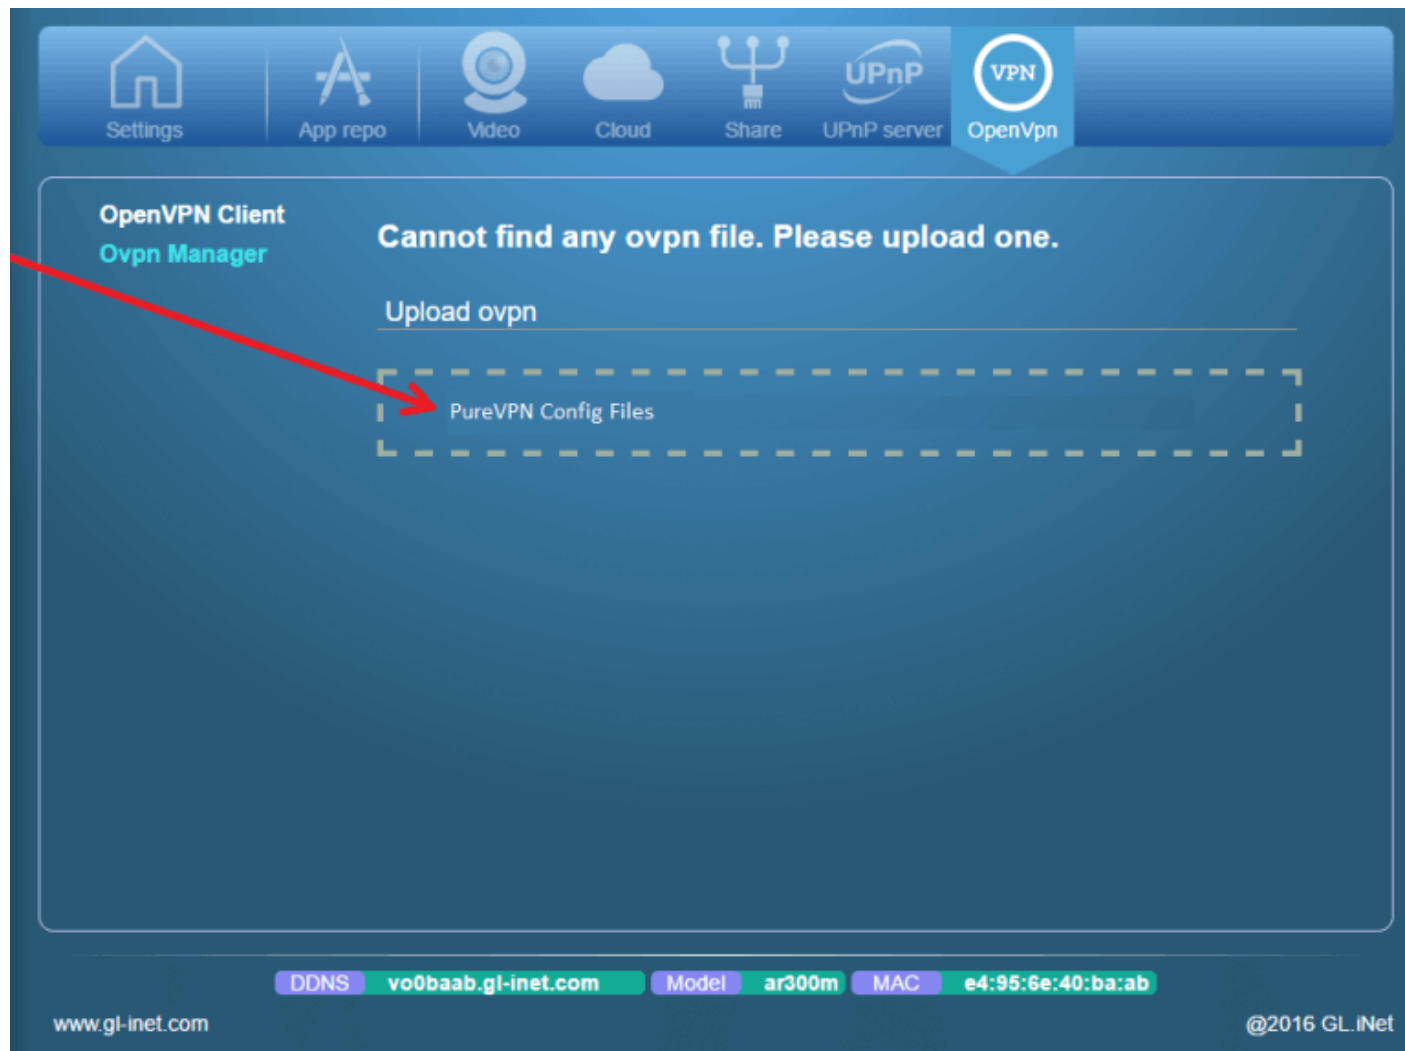 UPnP
VPN
Settings
App repo
Video
Cloud
Share
UPnP server
OpenVpn
OpenVPN Client
Ovpn Manager
Cannot find any ovpn file. Please upload one.
Upload ovpn
PureVPN Config Files
DDNS vo0baab.gl-inet.com Model ar300m MAC e4:95:6e:40:ba:ab
www.gl-inet.com
@2016 GL.iNet